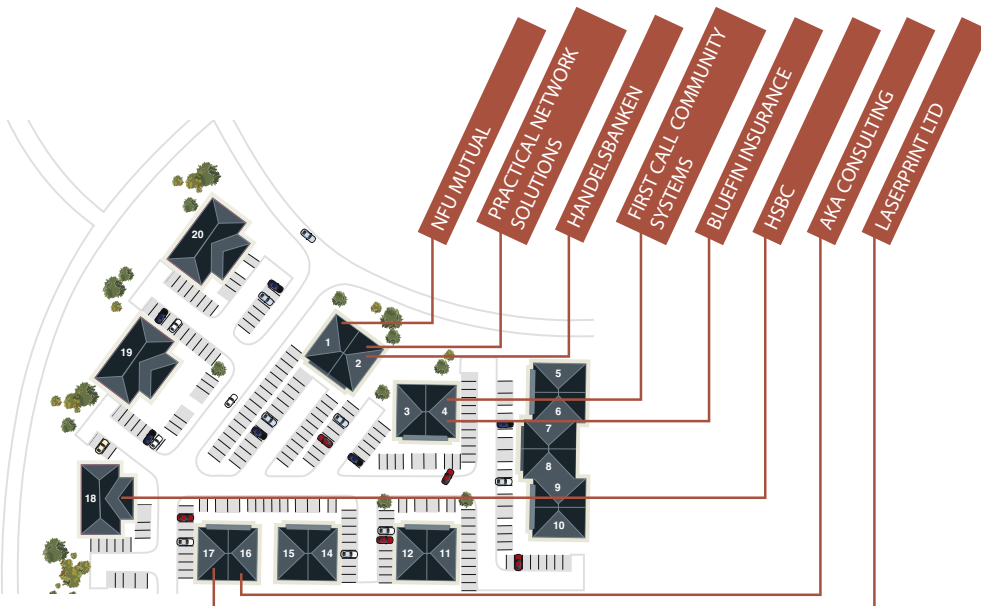 NFU MUTUAL
PRACTICAL NETWORK
SOLUTIONS
HANDELSBANKEN
FIRST CALL COMMUNITY
SYSTEMS
BLUEFIN INSURANCE
HSBC
AKA CONSULTING
LASERPRINT LTD
20
19
1
2
3
4
5
6
7
8
9
10
18
17
16
15
14
12
11